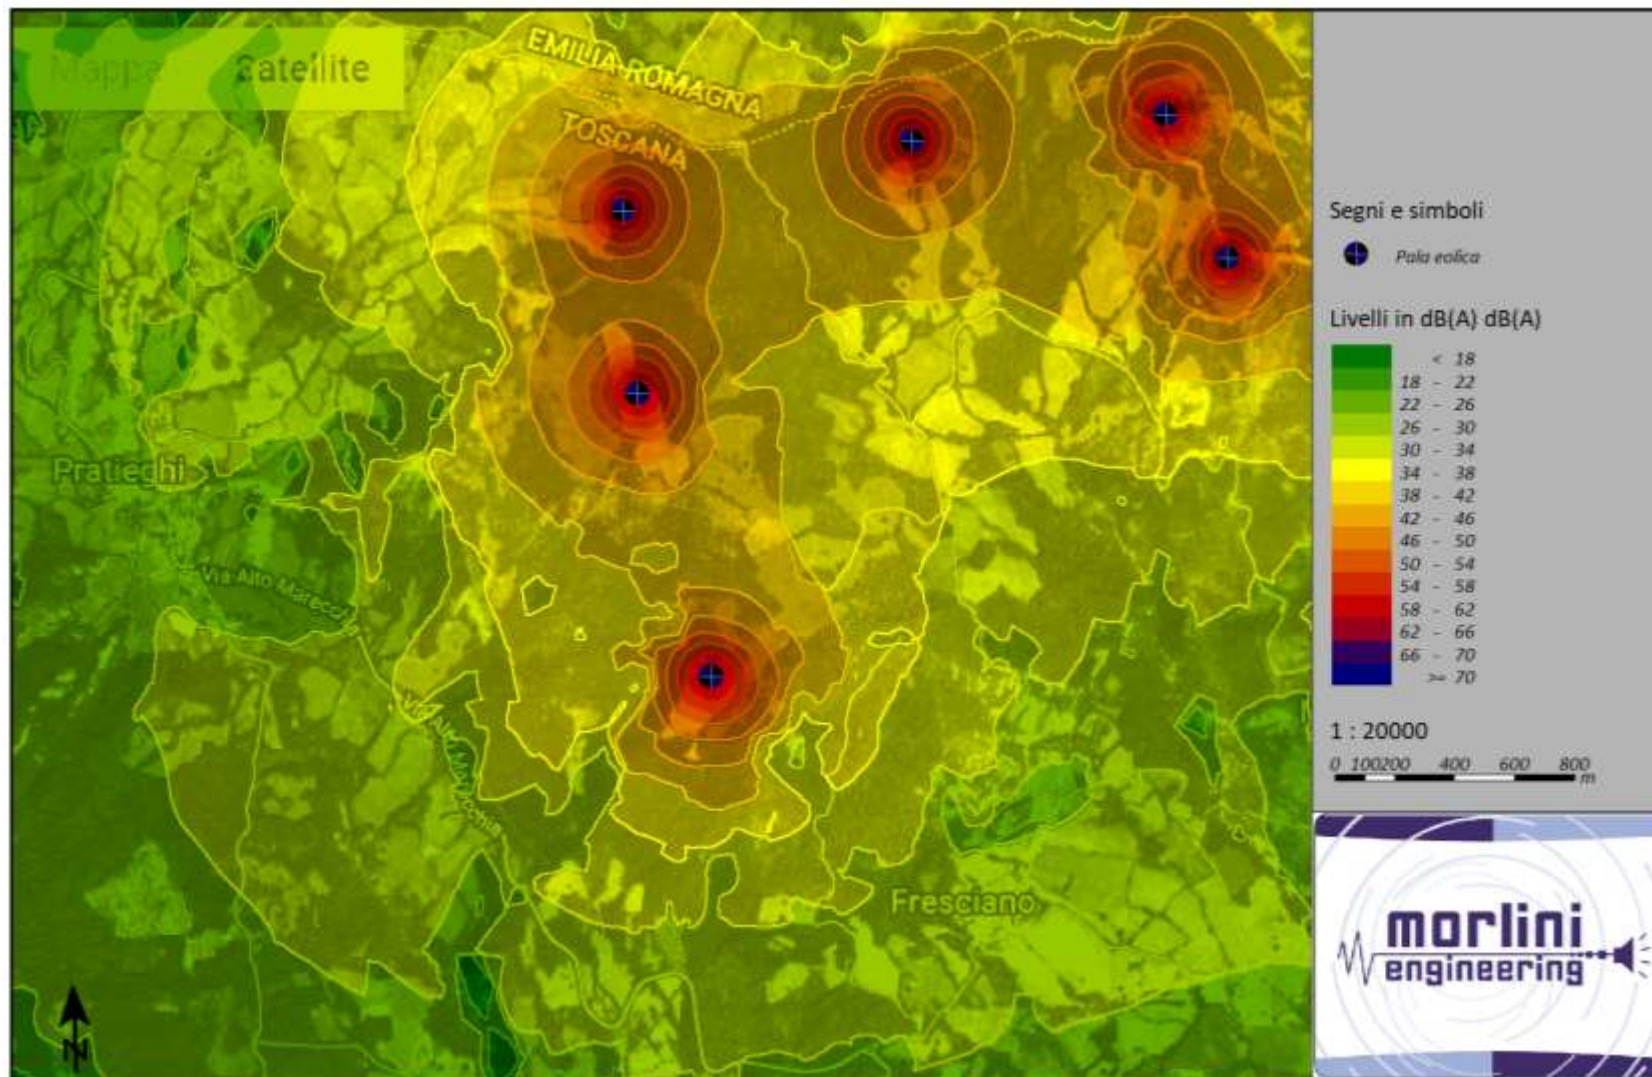 Mappa
Satellite
EMILIA-ROMAGNA
TOSCANA
Pratieghi
Via Alto
Fresciano
N
Segni e simboli
Pala eolica
Livelli in dB(A) dB(A)
< 18
18 - 22
22 - 26
26 - 30
30 - 34
34 - 38
38 - 42
42 - 46
46 - 50
50 - 54
54 - 58
58 - 62
62 - 66
66 - 70
>= 70
1 : 20000
0 100200 400 600 800
m
morlini
engineering